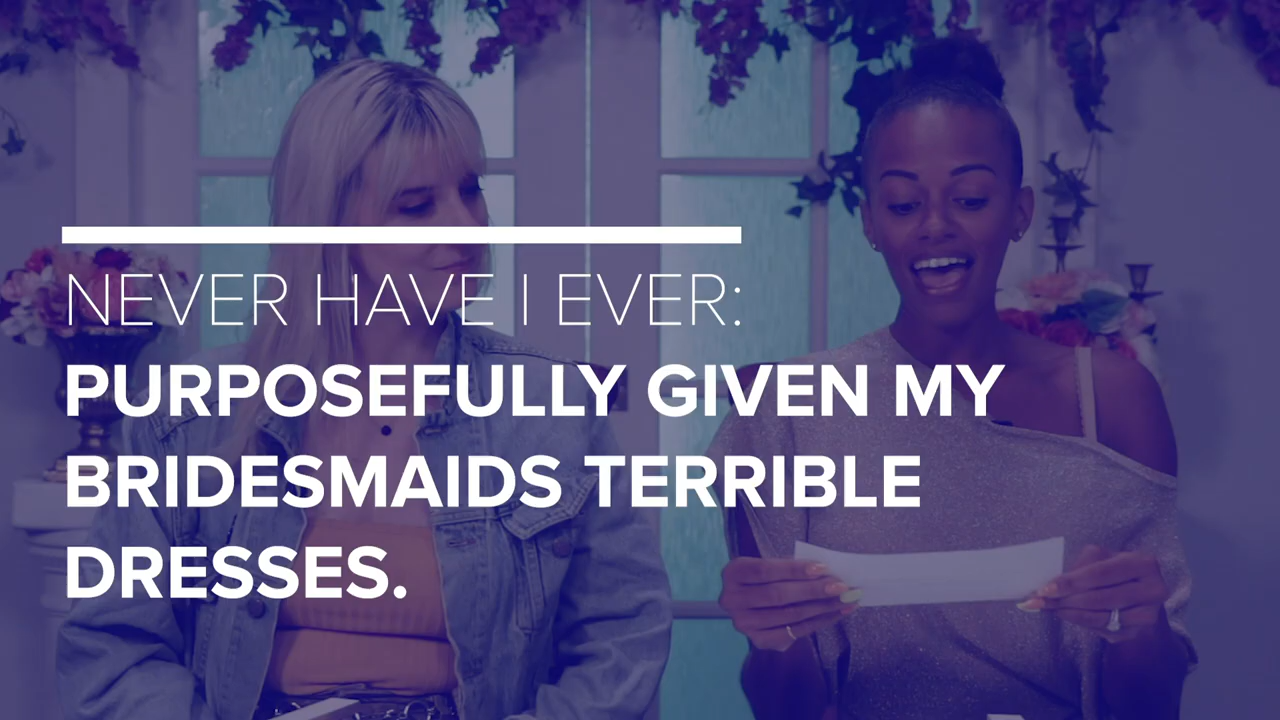 NEVER HAVE I EVER:
PURPOSEFULLY GIVEN MY
BRIDESMAIDS TERRIBLE
DRESSES.